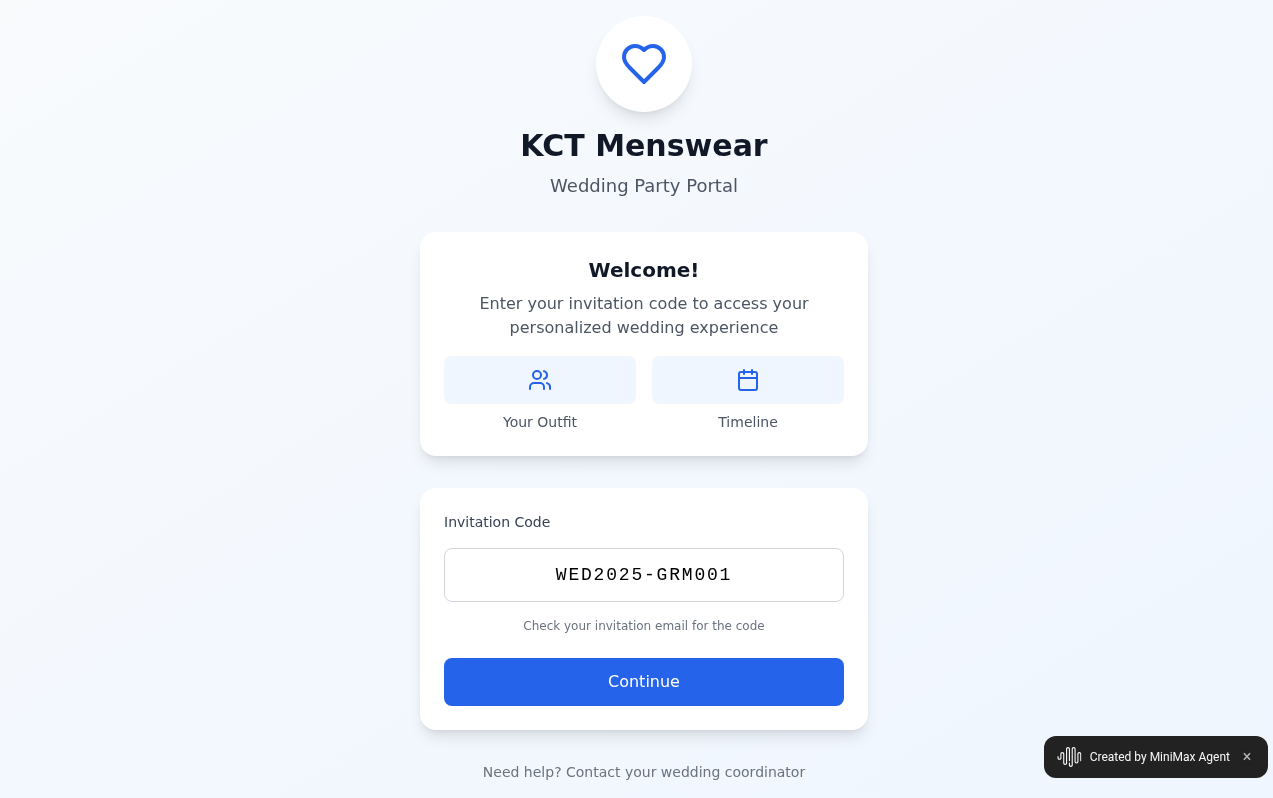 KCT Menswear
Wedding Party Portal
Welcome!
Enter your invitation code to access your
personalized wedding experience
Your Outfit
Timeline
Invitation Code
WED2025-GRM001
Check your invitation email for the code
Continue
Need help? Contact your wedding coordinator
Created by MiniMax Agent ×